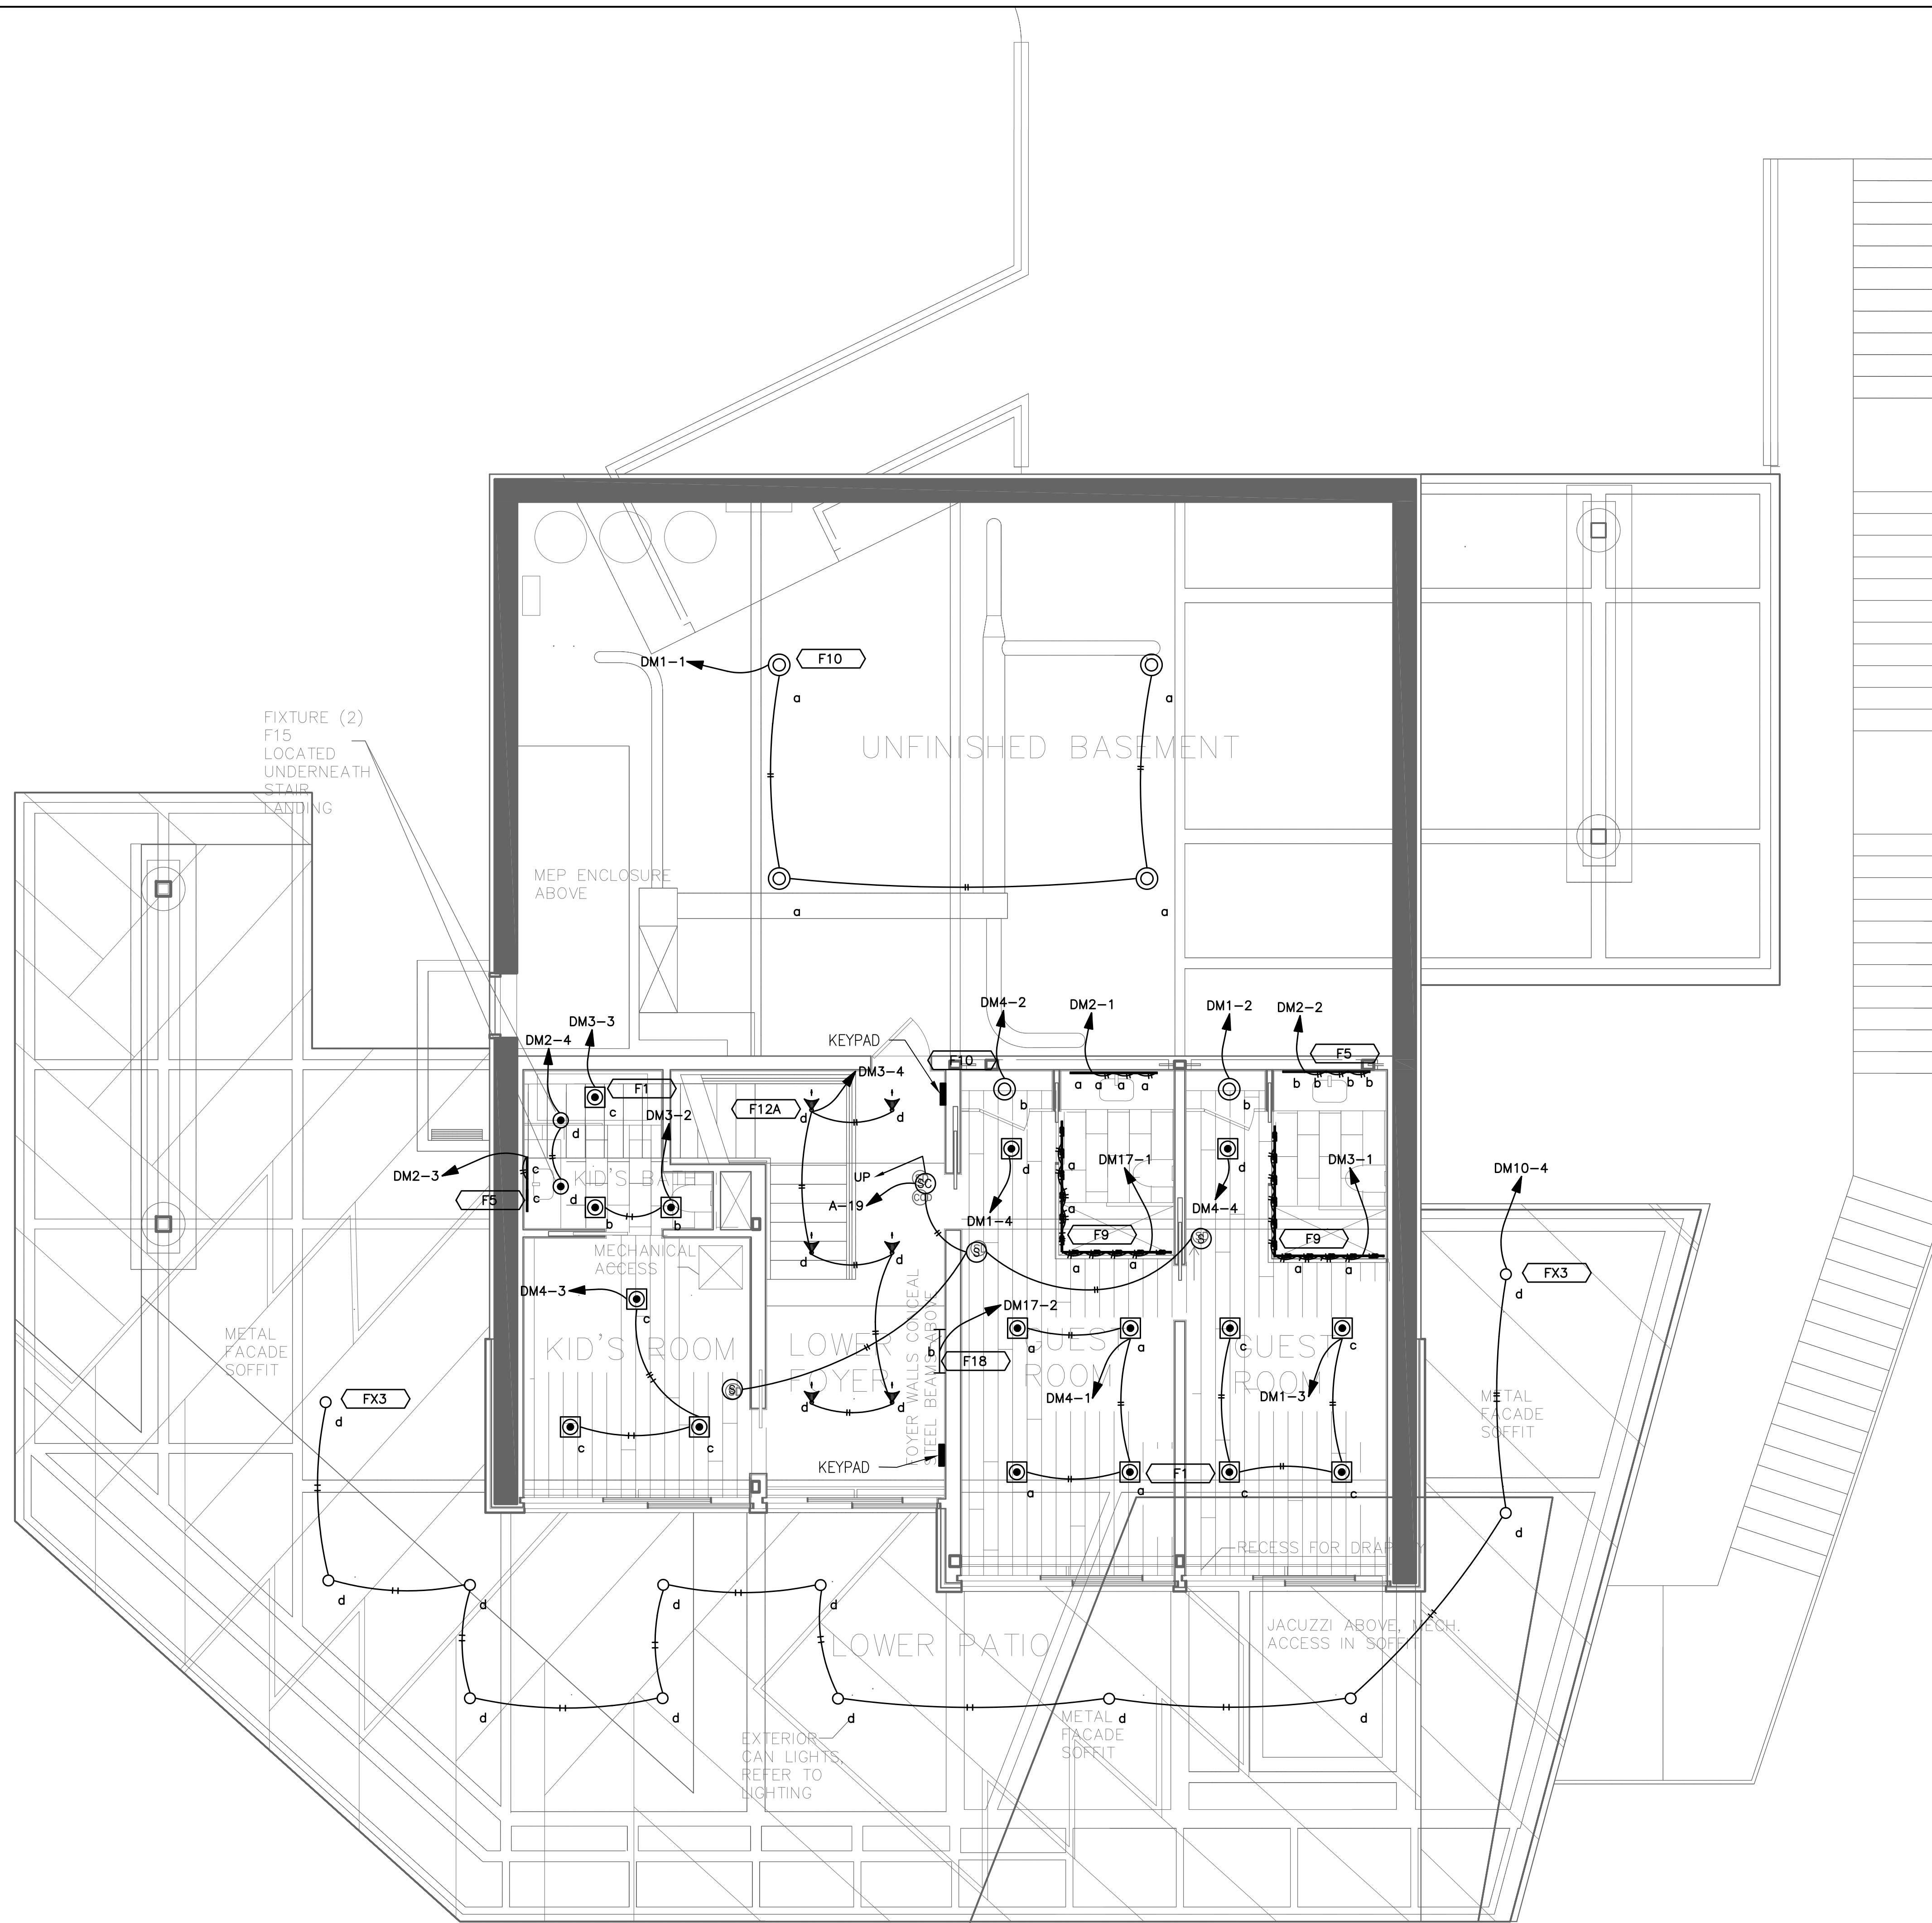 DM1-1
F10
a
a
FIXTURE (2)
F15
LOCATED
UNDERNEATH
STAIR
LANDING
UNFINISHED BASEMENT
MEP ENCLOSURE
ABOVE
a
a
DM4-2
DM2-1
DM1-2
DM2-2
DM3-3
DM2-4
KEYPAD
F10
F5
DM3-4
a a a a
b b b b
F1
c
F12A
DM3-2
d
d
b
b
d
DM2-3
c
KID'S BATH
UP
SC
CO
a
DM17-1
d
d
DM3-1
DM10-4
F5
c
d
A-19
DM1-4
a
DM4-4
b
b
F9
F9
S
S
MECHANICAL
ACCESS
d
d
a
a
a
a
FX3
d
DM4-3
c
DM17-2
METAL
FACADE
SOFFIT
KID'S ROOM
LOWER
FOYER
FOYER WALLS CONCEAL
STEEL BEAMS ABOVE
b
F18
GUEST
ROOM
a
a
GUEST
ROOM
c
c
S
DM4-1
DM1-3
METAL
FACADE
SOFFIT
FX3
d
d
d
c
c
KEYPAD
F1
a
a
c
c
d
RECESS FOR DRAPERY
d
d
d
d
LOWER PATIO
JACUZZI ABOVE, MECH.
ACCESS IN SOFFIT
d
d
d
d
d
METAL
FACADE
SOFFIT
EXTERIOR
CAN LIGHTS,
REFER TO
LIGHTING